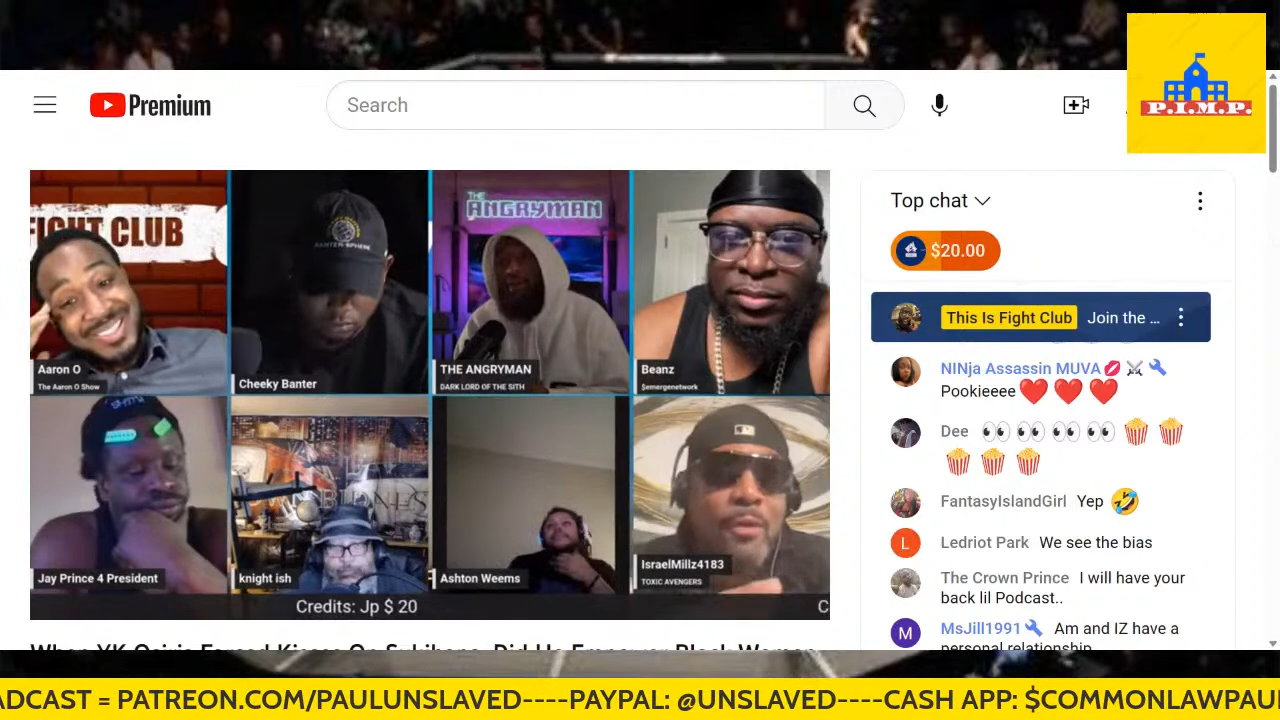 Premium
Search
P.I.M.P.
FIGHT CLUB
Aaron O
The Aaron O Show
Cheeky Banter
THE
ANGRYMAN
THE ANGRYMAN
DARK LORD OF THE SITH
Beanz
$emergenetwork
Jay Prince 4 President
knight ish
Ashton Weems
IsraelMillz4183
TOXIC AVENGERS
Credits: Jp $ 20
C
Top chat
$20.00
This Is Fight Club Join the ...
NINja Assassin MUVA💋 ⚔️
Pookieeee ❤️ ❤️ ❤️
Dee 👀 👀 👀 👀 🍿 🍿
🍿 🍿 🍿
FantasyIslandGirl Yep 🤣
L
Ledriot Park We see the bias
The Crown Prince I will have your
back lil Podcast..
M
MsJill1991 Am and IZ have a
personal relationship
ADCAST = PATREON.COM/PAULUNSLAVED----PAYPAL: @UNSLAVED----CASH APP: $COMMONLAWPAU